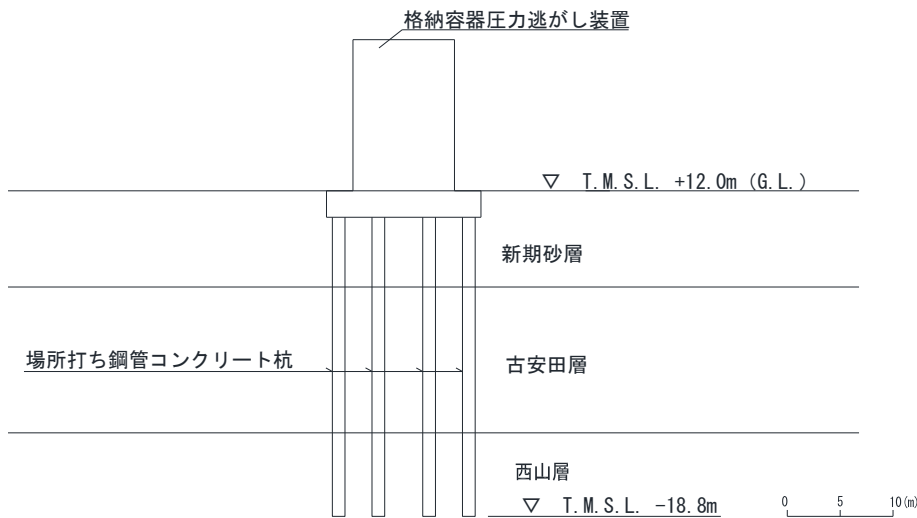 格納容器圧力逃がし装置
▽ T.M.S.L. +12.0m (G.L.)
新期砂層
場所打ち鋼管コンクリート杭
古安田層
西山層
▽ T.M.S.L. -18.8m
0 5 10(m)